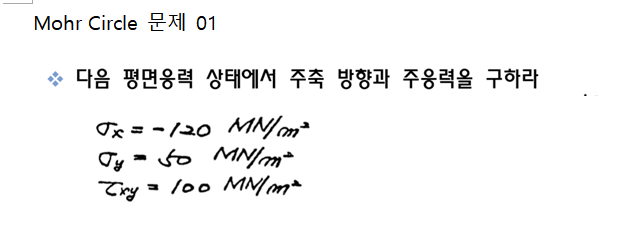 Mohr Circle 문제 01
❖ 다음 평면응력 상태에서 주축 방향과 주응력을 구하라
σx = -120 MN/m²
σy = 50 MN/m²
τxy = 100 MN/m²